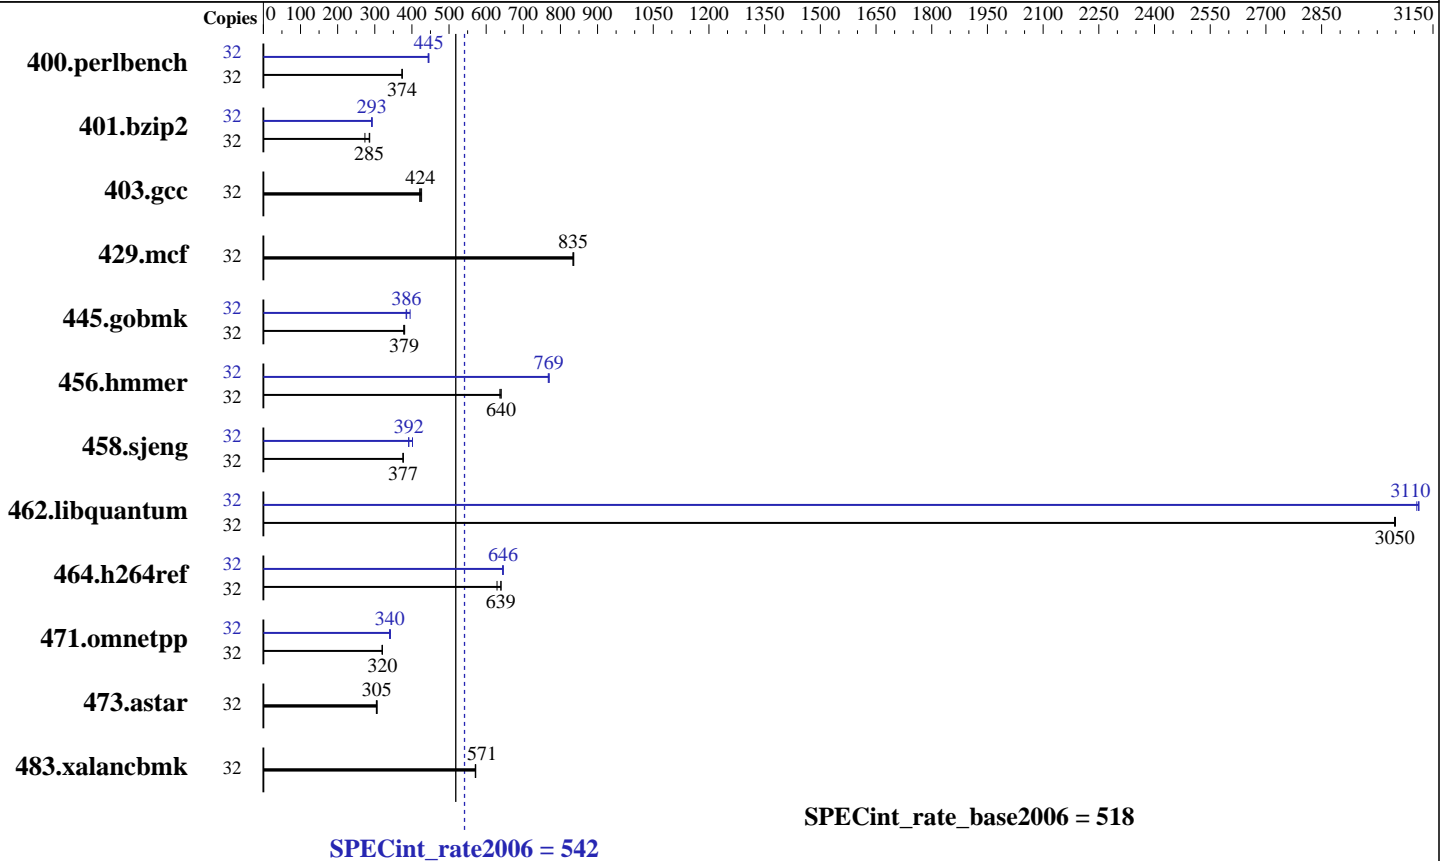 Copies 0 100 200 300 400 500 600 700 800 900 1050 1200 1350 1500 1650 1800 1950 2100 2250 2400 2550 2700 2850 3150
400.perlbench 32 445
32 374
401.bzip2 32 293
32 285
403.gcc 32 424
429.mcf 32 835
445.gobmk 32 386
32 379
456.hmmer 32 769
32 640
458.sjeng 32 392
32 377
462.libquantum 32 3110
32 3050
464.h264ref 32 646
32 639
471.omnetpp 32 340
32 320
473.astar 32 305
483.xalancbmk 32 571
SPECint_rate_base2006 = 518
SPECint_rate2006 = 542